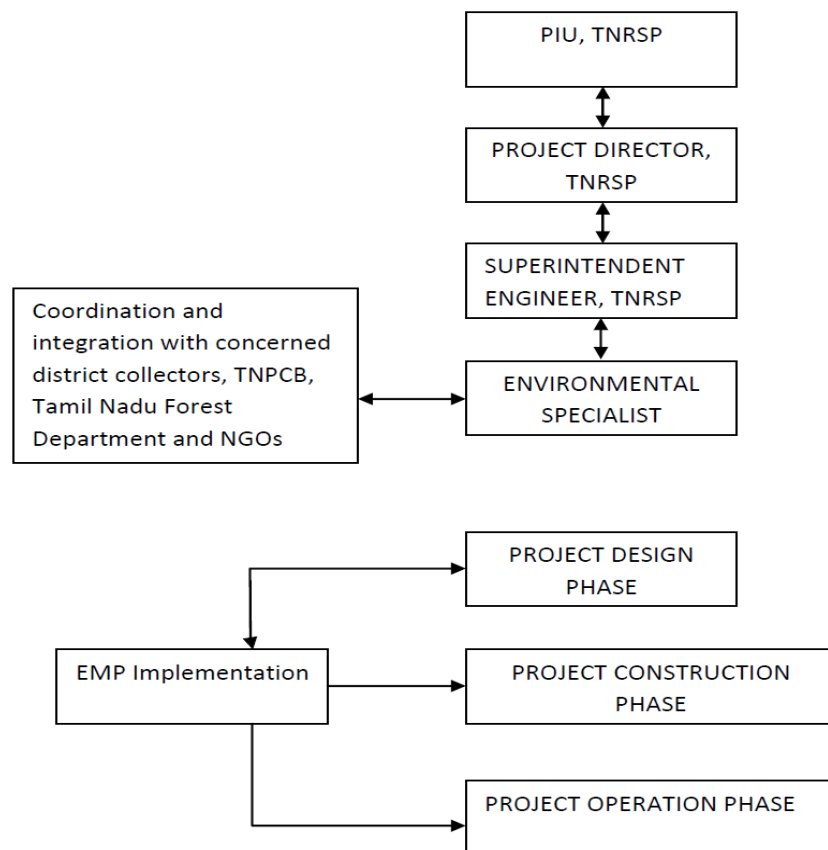 PIU, TNRSP
PROJECT DIRECTOR,
TNRSP
SUPERINTENDENT
ENGINEER, TNRSP
Coordination and
integration with concerned
district collectors, TNPCB,
Tamil Nadu Forest
Department and NGOs
ENVIRONMENTAL
SPECIALIST
PROJECT DESIGN
PHASE
EMP Implementation
PROJECT CONSTRUCTION
PHASE
PROJECT OPERATION PHASE